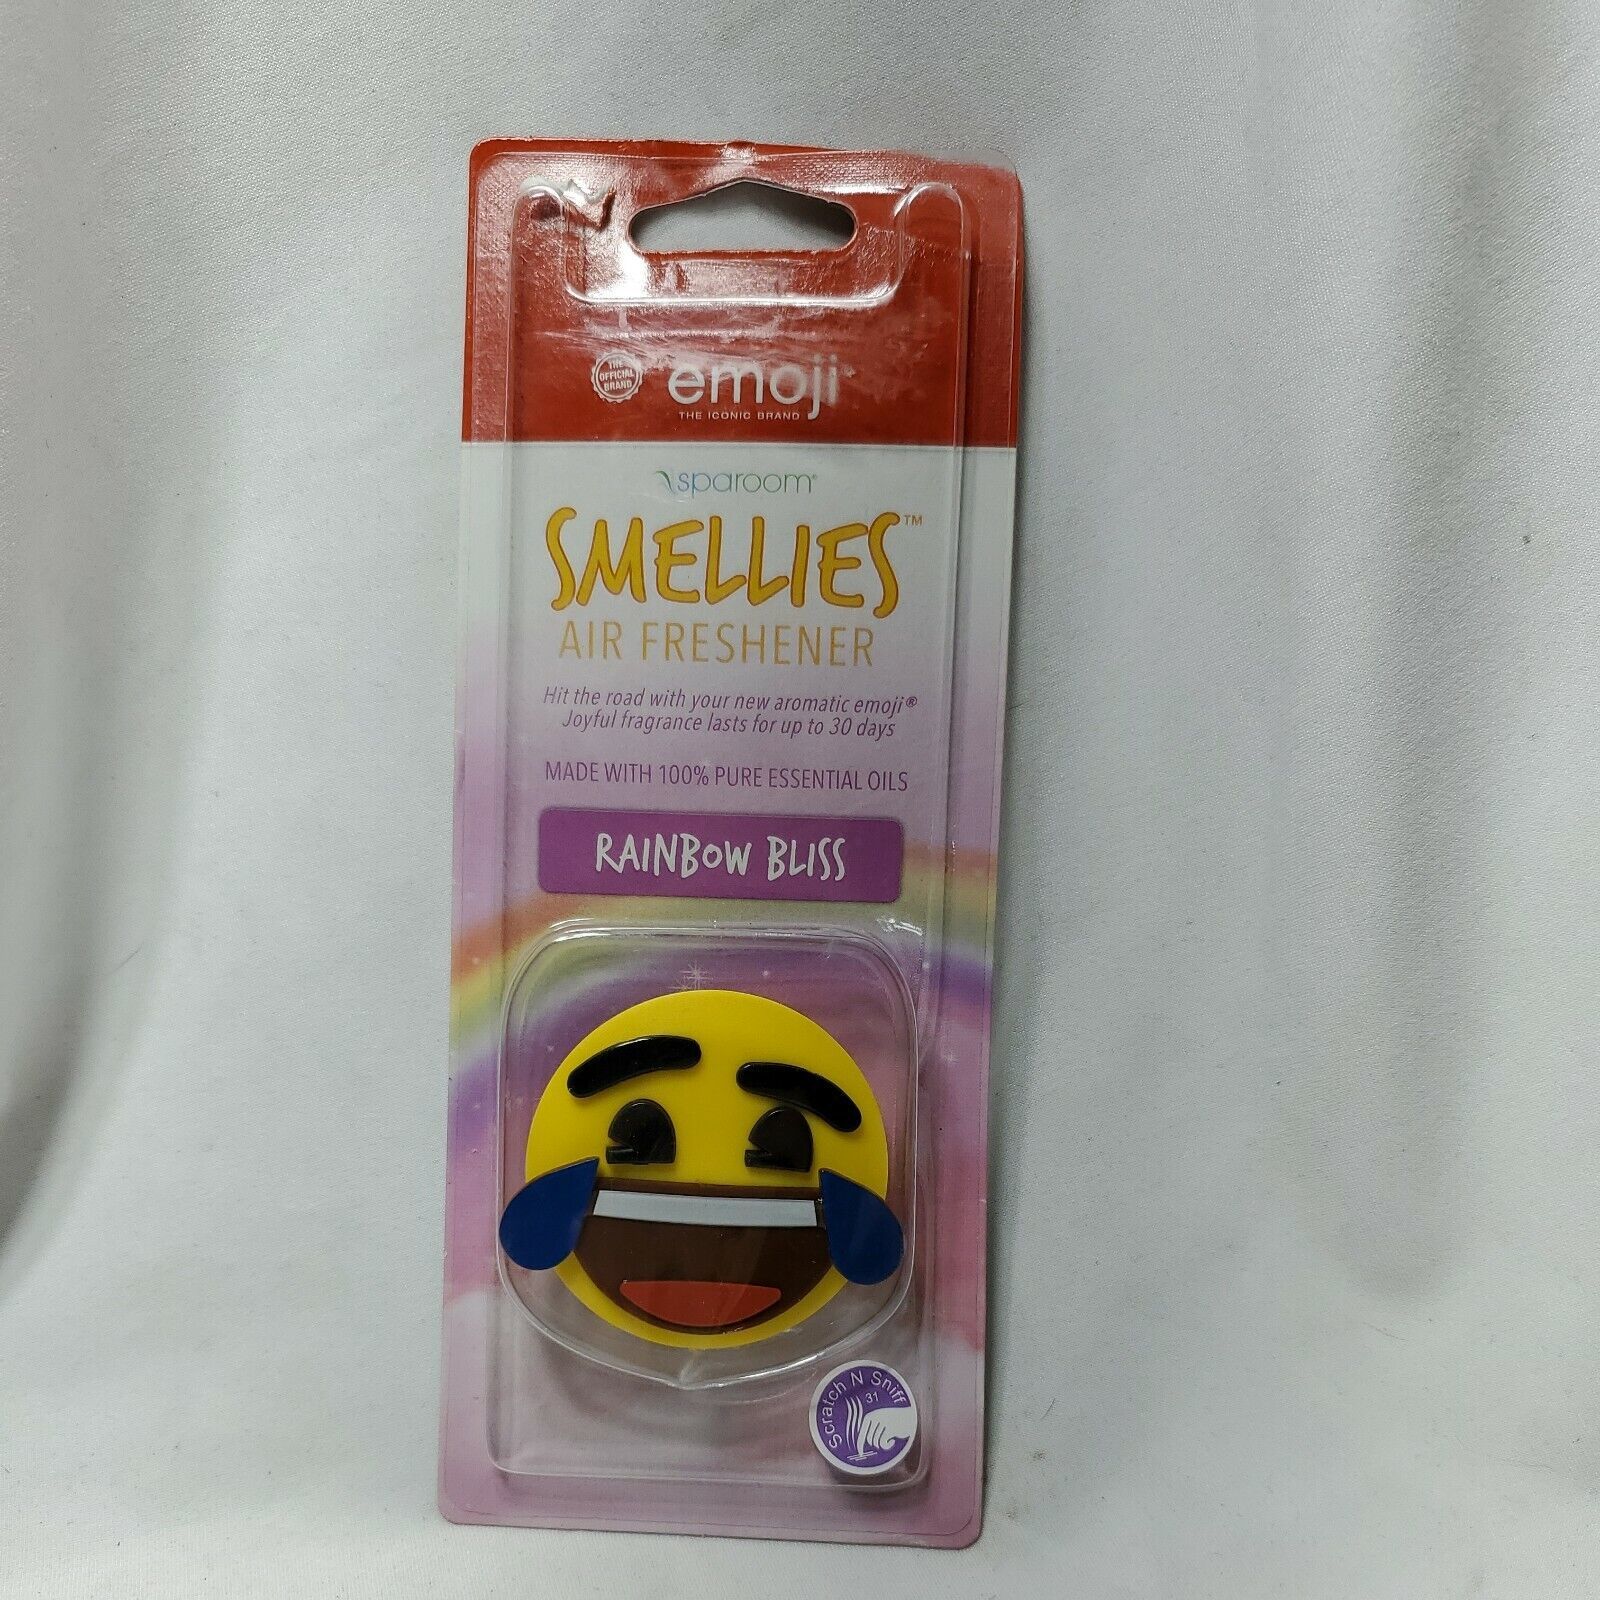 THE
OFFICIAL
BRAND
emoji
THE ICONIC BRAND
sparoom®
SMELLIES™
AIR FRESHENER
Hit the road with your new aromatic emoji®
Joyful fragrance lasts for up to 30 days
MADE WITH 100% PURE ESSENTIAL OILS
RAINBOW BLISS
Scratch N Sniff
31